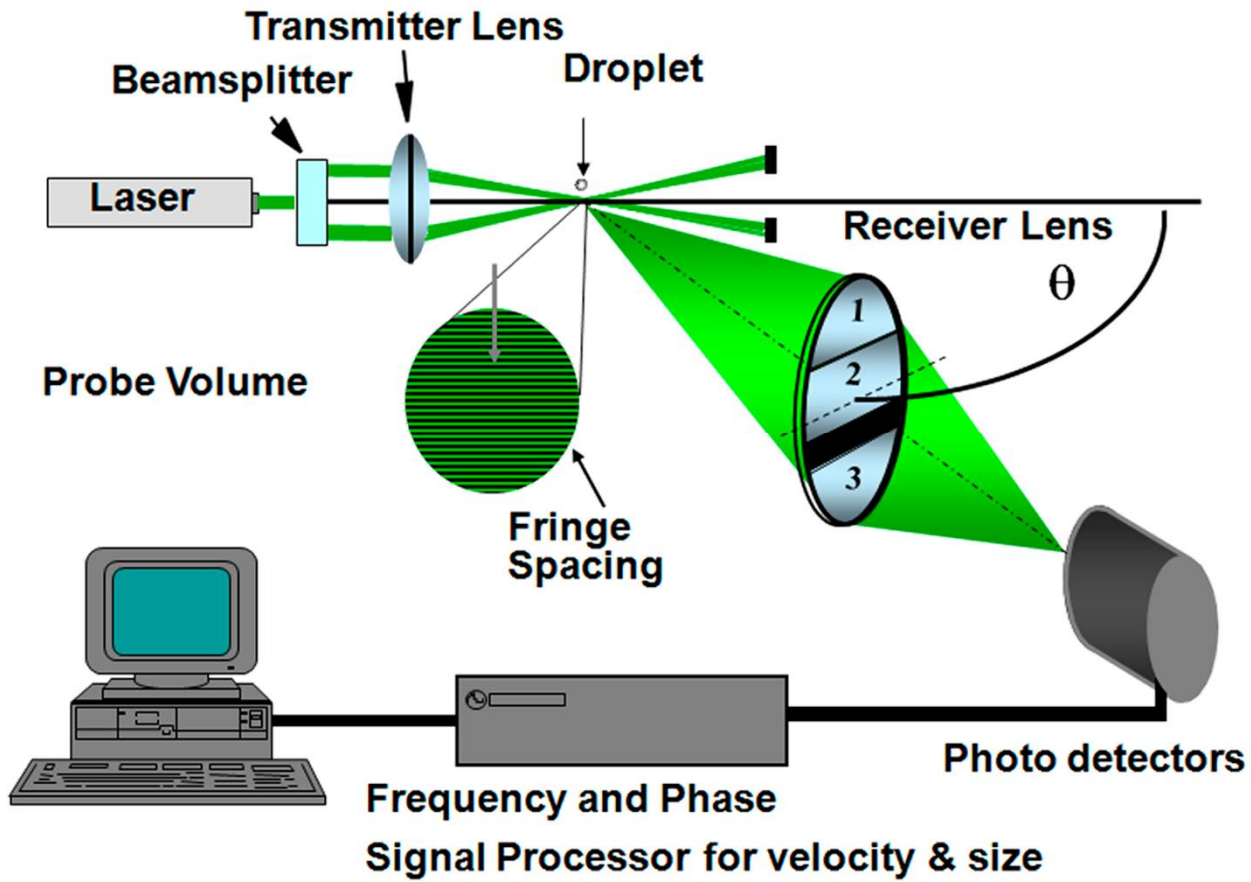 Transmitter Lens
Beamsplitter
Droplet
Laser
Receiver Lens
θ
1
2
3
Probe Volume
Fringe
Spacing
Photo detectors
Frequency and Phase
Signal Processor for velocity & size